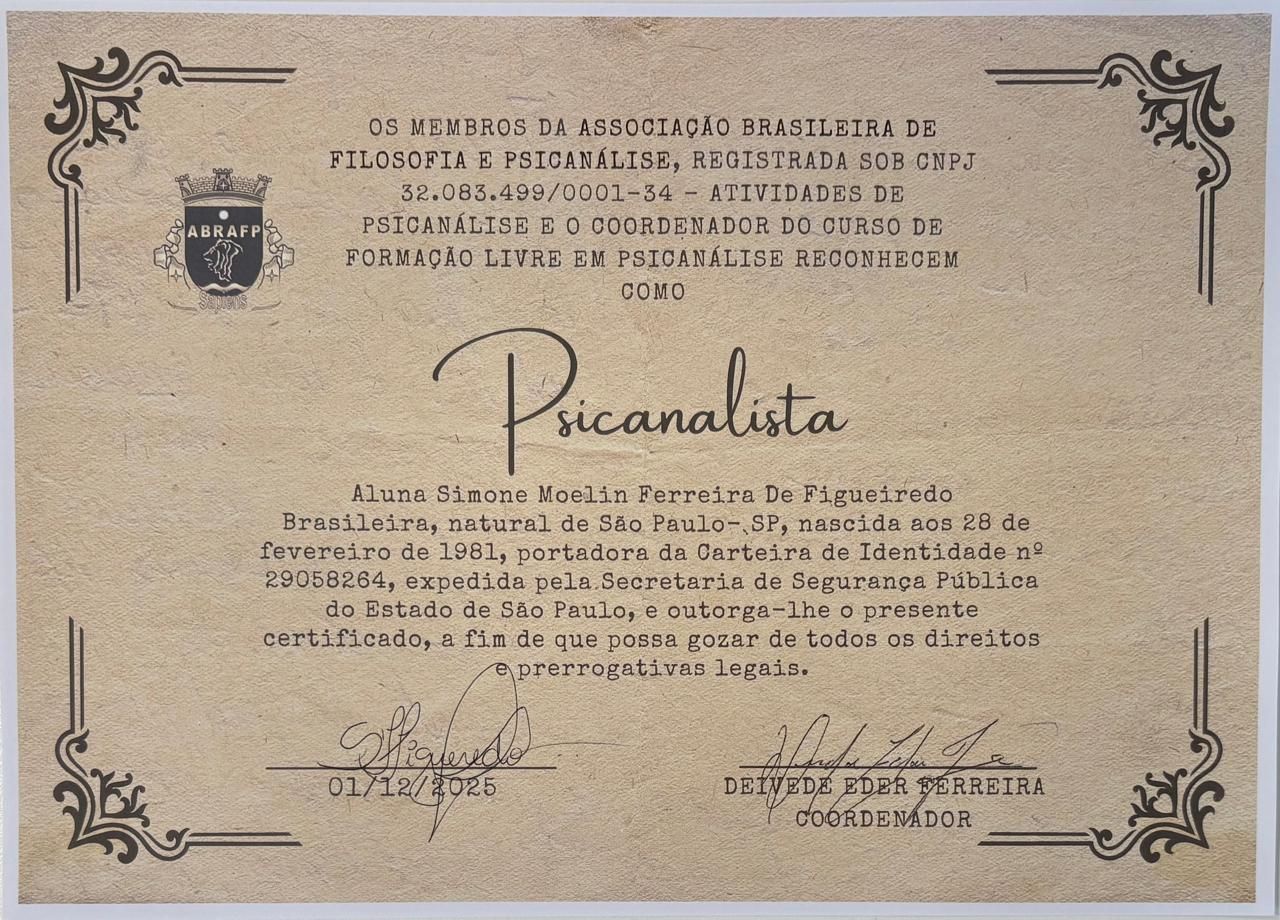 OS MEMBROS DA ASSOCIAÇÃO BRASILEIRA DE
FILOSOFIA E PSICANÁLISE, REGISTRADA SOB CNPJ
32.083.499/0001-34 - ATIVIDADES DE
PSICANÁLISE E O COORDENADOR DO CURSO DE
FORMAÇÃO LIVRE EM PSICANÁLISE RECONHECEM
COMO
ABRAFP
Sapiens
Psicanalista
Aluna Simone Moelin Ferreira De Figueiredo
Brasileira, natural de São Paulo- SP, nascida aos 28 de
fevereiro de 1981, portadora da Carteira de Identidade nº
29058264, expedida pela Secretaria de Segurança Pública
do Estado de São Paulo, e outorga-lhe o presente
certificado, a fim de que possa gozar de todos os direitos
e prerrogativas legais.
01/12/2025
DEIVEDE EDER FERREIRA
COORDENADOR